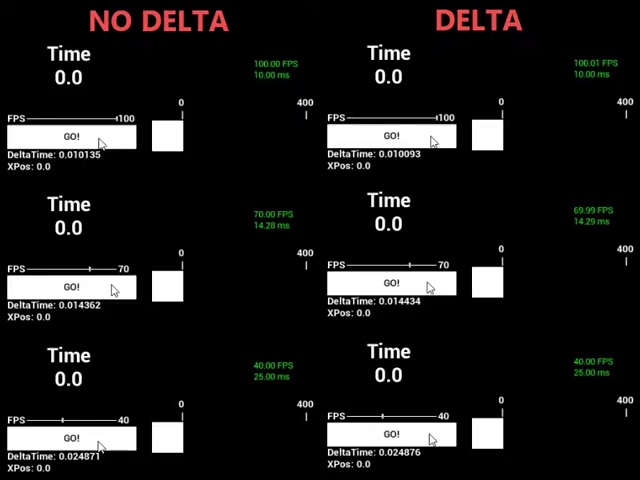 NO DELTA
Time
0.0
100.00 FPS
10.00 ms
0
400
FPS
100
GO!
DeltaTime: 0.010135
XPos: 0.0
Time
0.0
70.00 FPS
14.28 ms
0
400
FPS
70
GO!
DeltaTime: 0.014362
XPos: 0.0
Time
0.0
40.00 FPS
25.00 ms
0
400
FPS
40
GO!
DeltaTime: 0.024871
XPos: 0.0
DELTA
Time
0.0
100.01 FPS
10.00 ms
0
400
FPS
100
GO!
DeltaTime: 0.010093
XPos: 0.0
Time
0.0
69.99 FPS
14.29 ms
0
400
FPS
70
GO!
DeltaTime: 0.014434
XPos: 0.0
Time
0.0
40.00 FPS
25.00 ms
0
400
FPS
40
GO!
DeltaTime: 0.024876
XPos: 0.0